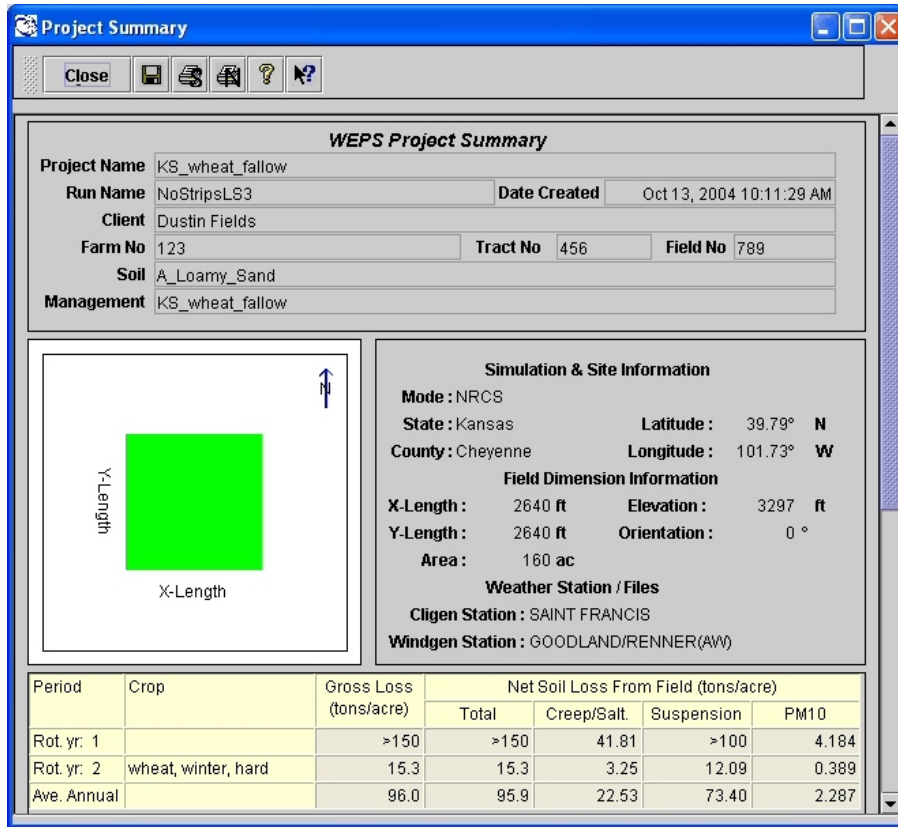 Project Summary
Close
WEPS Project Summary
Project Name KS_wheat_fallow
Run Name NoStripsLS3 Date Created Oct 13, 2004 10:11:29 AM
Client Dustin Fields
Farm No 123 Tract No 456 Field No 789
Soil A_Loamy_Sand
Management KS_wheat_fallow
N
Y-Length
X-Length
Simulation & Site Information
Mode : NRCS
State : Kansas Latitude : 39.79° N
County : Cheyenne Longitude : 101.73° W
Field Dimension Information
X-Length : 2640 ft Elevation : 3297 ft
Y-Length : 2640 ft Orientation : 0 °
Area : 160 ac
Weather Station / Files
Cligen Station : SAINT FRANCIS
Windgen Station : GOODLAND/RENNER(AW)
Period Crop Gross Loss (tons/acre) Net Soil Loss From Field (tons/acre)
Total Creep/Salt. Suspension PM10
Rot. yr: 1 >150 >150 41.81 >100 4.184
Rot. yr: 2 wheat, winter, hard 15.3 15.3 3.25 12.09 0.389
Ave. Annual 96.0 95.9 22.53 73.40 2.287